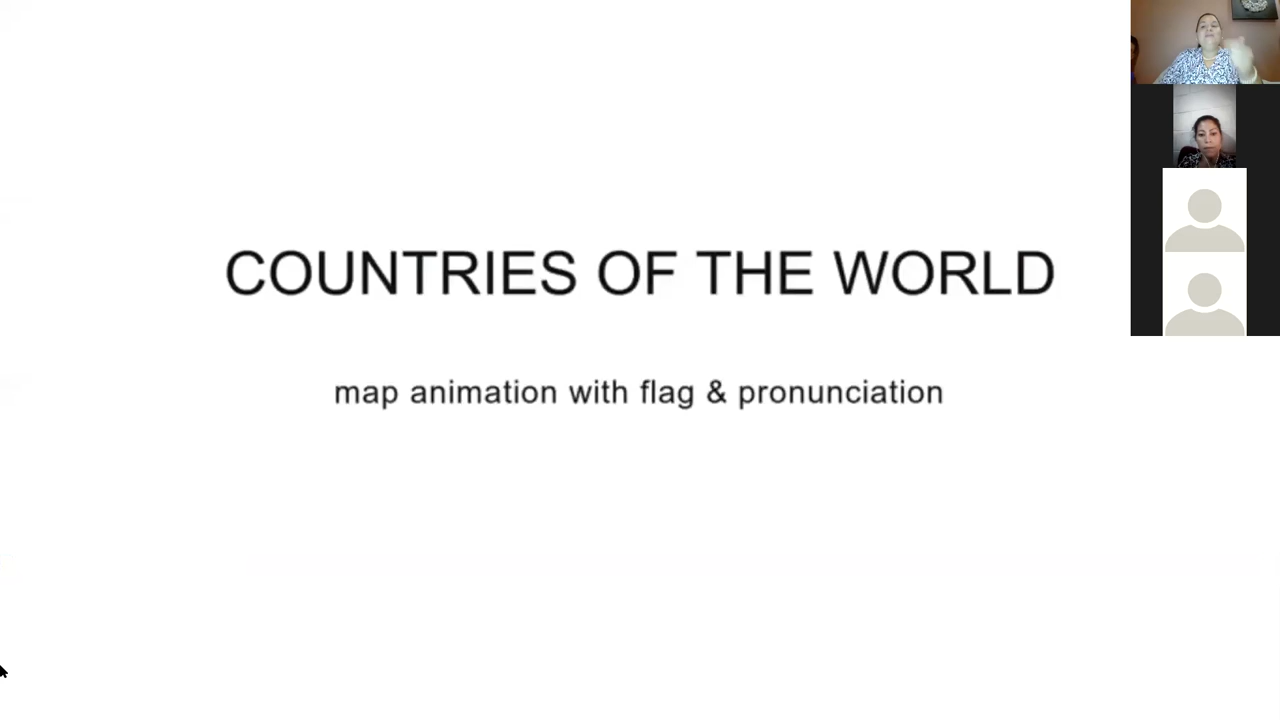 COUNTRIES OF THE WORLD
map animation with flag & pronunciation